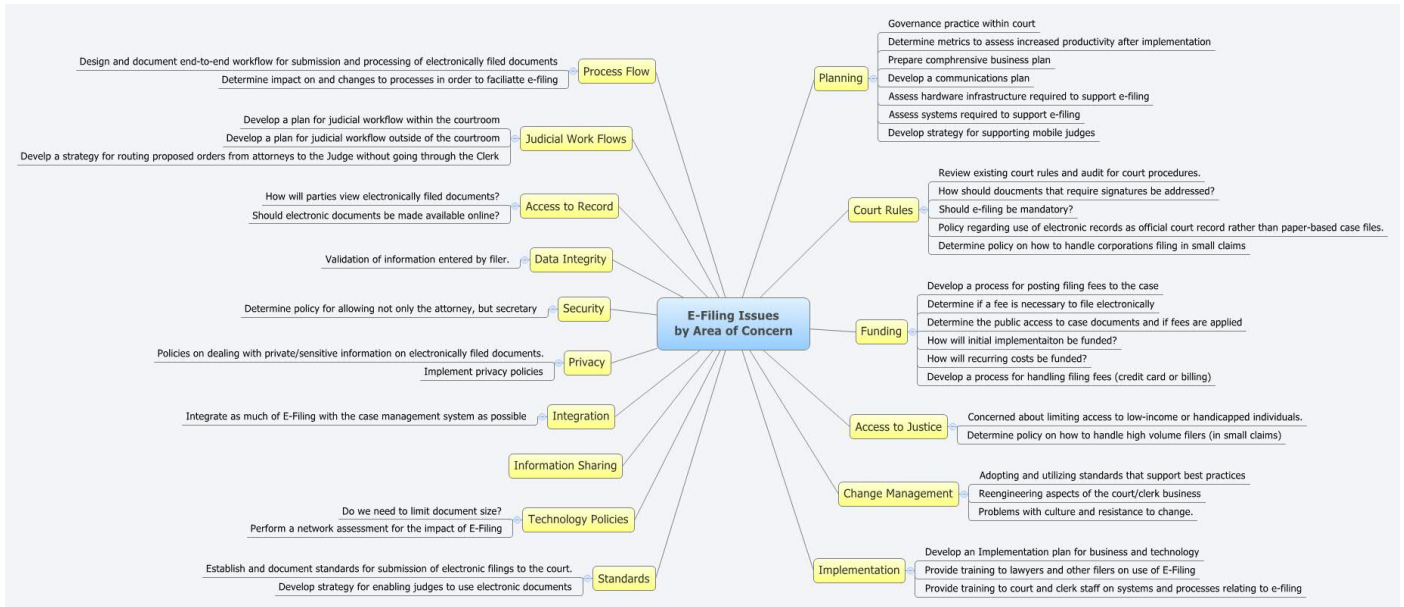 E-Filing Issues
by Area of Concern
Planning
Governance practice within court
Determine metrics to assess increased productivity after implementation
Prepare comphrensive business plan
Develop a communications plan
Assess hardware infrastructure required to support e-filing
Assess systems required to support e-filing
Develop strategy for supporting mobile judges
Court Rules
Review existing court rules and audit for court procedures.
How should doucments that require signatures be addressed?
Should e-filing be mandatory?
Policy regarding use of electronic records as official court record rather than paper-based case files.
Determine policy on how to handle corporations filing in small claims
Funding
Develop a process for posting filing fees to the case
Determine if a fee is necessary to file electronically
Determine the public access to case documents and if fees are applied
How will initial implementaiton be funded?
How will recurring costs be funded?
Develop a process for handling filing fees (credit card or billing)
Access to Justice
Concerned about limiting access to low-income or handicapped individuals.
Determine policy on how to handle high volume filers (in small claims)
Change Management
Adopting and utilizing standards that support best practices
Reengineering aspects of the court/clerk business
Problems with culture and resistance to change.
Implementation
Develop an Implementation plan for business and technology
Provide training to lawyers and other filers on use of E-Filing
Provide training to court and clerk staff on systems and processes relating to e-filing
Process Flow
Design and document end-to-end workflow for submission and processing of electronically filed documents
Determine impact on and changes to processes in order to faciliatte e-filing
Judicial Work Flows
Develop a plan for judicial workflow within the courtroom
Develop a plan for judicial workflow outside of the courtroom
Develp a strategy for routing proposed orders from attorneys to the Judge without going through the Clerk
Access to Record
How will parties view electronically filed documents?
Should electronic documents be made available online?
Data Integrity
Validation of information entered by filer.
Security
Determine policy for allowing not only the attorney, but secretary
Privacy
Policies on dealing with private/sensitive information on electronically filed documents.
Implement privacy policies
Integration
Integrate as much of E-Filing with the case management system as possible
Information Sharing
Technology Policies
Do we need to limit document size?
Perform a network assessment for the impact of E-Filing
Standards
Establish and document standards for submission of electronic filings to the court.
Develop strategy for enabling judges to use electronic documents